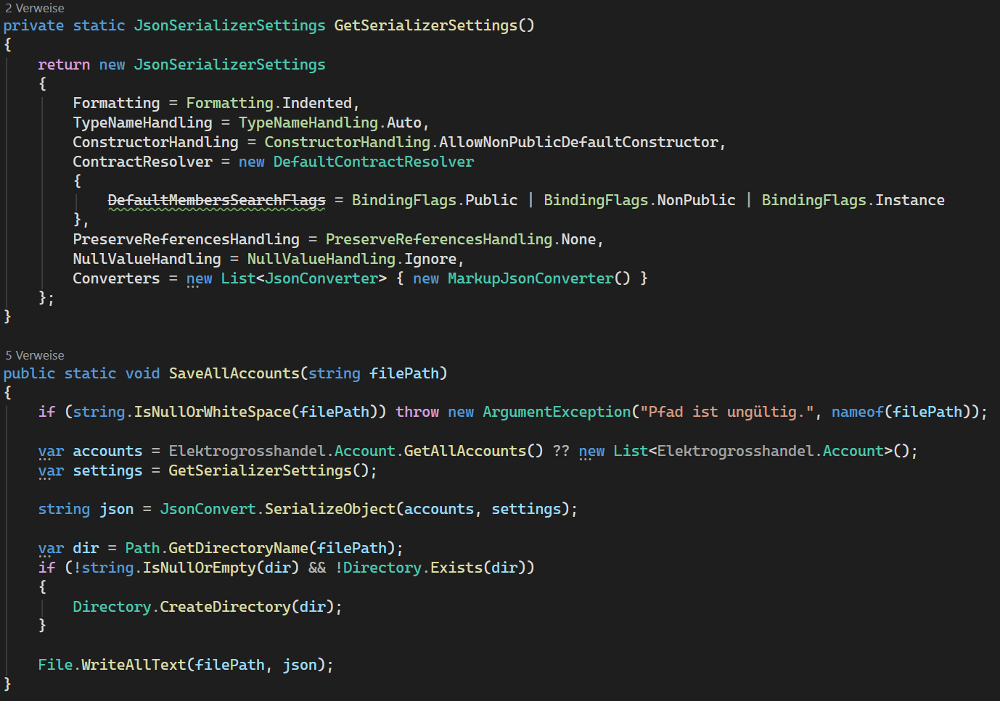 2 Verweise
private static JsonSerializerSettings GetSerializerSettings()
{
    return new JsonSerializerSettings
    {
        Formatting = Formatting.Indented,
        TypeNameHandling = TypeNameHandling.Auto,
        ConstructorHandling = ConstructorHandling.AllowNonPublicDefaultConstructor,
        ContractResolver = new DefaultContractResolver
        {
            DefaultMembersSearchFlags = BindingFlags.Public | BindingFlags.NonPublic | BindingFlags.Instance
        },
        PreserveReferencesHandling = PreserveReferencesHandling.None,
        NullValueHandling = NullValueHandling.Ignore,
        Converters = new List<JsonConverter> { new MarkupJsonConverter() }
    };
}
5 Verweise
public static void SaveAllAccounts(string filePath)
{
    if (string.IsNullOrWhiteSpace(filePath)) throw new ArgumentException("Pfad ist ungültig.", nameof(filePath));
    var accounts = Elektrogrosshandel.Account.GetAllAccounts() ?? new List<Elektrogrosshandel.Account>();
    var settings = GetSerializerSettings();
    string json = JsonConvert.SerializeObject(accounts, settings);
    var dir = Path.GetDirectoryName(filePath);
    if (!string.IsNullOrEmpty(dir) && !Directory.Exists(dir))
    {
        Directory.CreateDirectory(dir);
    }
    File.WriteAllText(filePath, json);
}